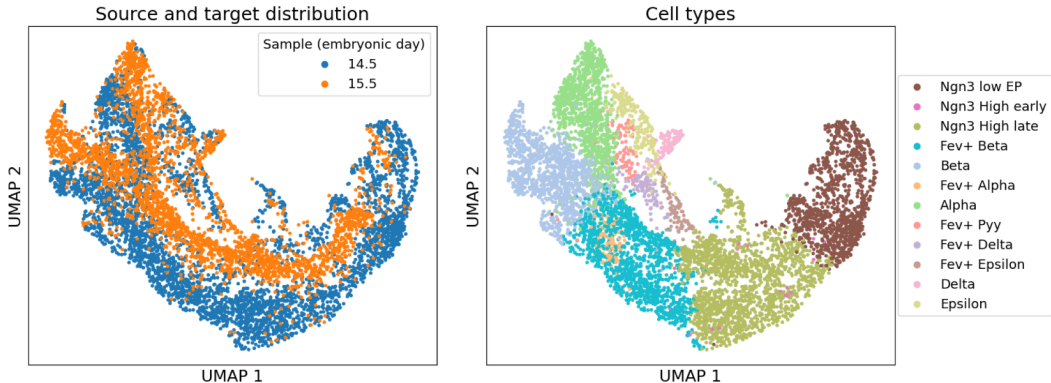 Source and target distribution
Sample (embryonic day)
14.5
15.5
UMAP 2
UMAP 1
Cell types
UMAP 2
UMAP 1
Ngn3 low EP
Ngn3 High early
Ngn3 High late
Fev+ Beta
Beta
Fev+ Alpha
Alpha
Fev+ Pyy
Fev+ Delta
Fev+ Epsilon
Delta
Epsilon